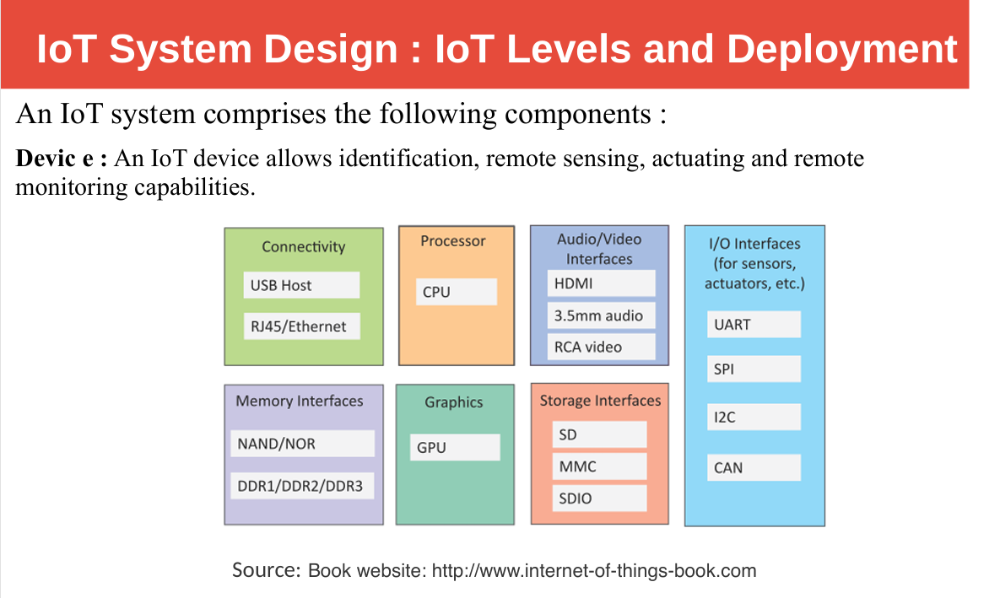 IoT System Design : IoT Levels and Deployment
An IoT system comprises the following components :
Devic e : An IoT device allows identification, remote sensing, actuating and remote
monitoring capabilities.
Connectivity
USB Host
RJ45/Ethernet
Processor
CPU
Audio/Video
Interfaces
HDMI
3.5mm audio
RCA video
I/O Interfaces
(for sensors,
actuators, etc.)
UART
SPI
I2C
CAN
Memory Interfaces
NAND/NOR
DDR1/DDR2/DDR3
Graphics
GPU
Storage Interfaces
SD
MMC
SDIO
Source: Book website: http://www.internet-of-things-book.com